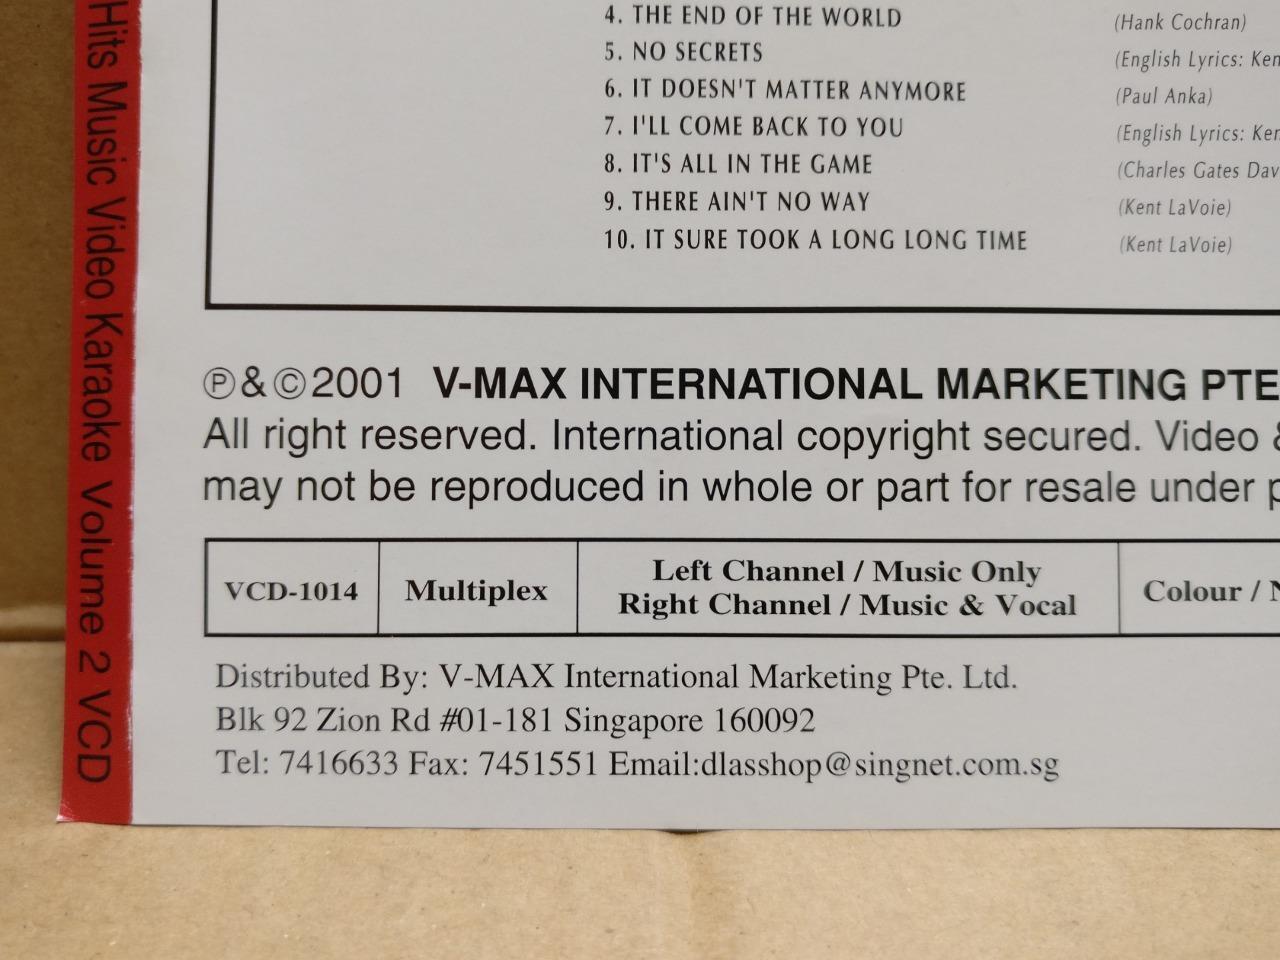 4. THE END OF THE WORLD (Hank Cochran)
5. NO SECRETS (English Lyrics: Ken
6. IT DOESN'T MATTER ANYMORE (Paul Anka)
7. I'LL COME BACK TO YOU (English Lyrics: Ken
8. IT'S ALL IN THE GAME (Charles Gates Dav
9. THERE AIN'T NO WAY (Kent LaVoie)
10. IT SURE TOOK A LONG LONG TIME (Kent LaVoie)
Ⓟ & © 2001 V-MAX INTERNATIONAL MARKETING PTE
All right reserved. International copyright secured. Video &
may not be reproduced in whole or part for resale under p
VCD-1014
Multiplex
Left Channel / Music Only
Right Channel / Music & Vocal
Colour / N
Distributed By: V-MAX International Marketing Pte. Ltd.
Blk 92 Zion Rd #01-181 Singapore 160092
Tel: 7416633 Fax: 7451551 Email:dlasshop@singnet.com.sg
Hits Music Video Karaoke Volume 2 VCD